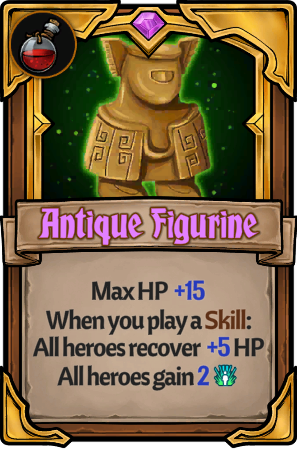 Antique Figurine
Max HP +15
When you play a Skill:
All heroes recover +5 HP
All heroes gain 2